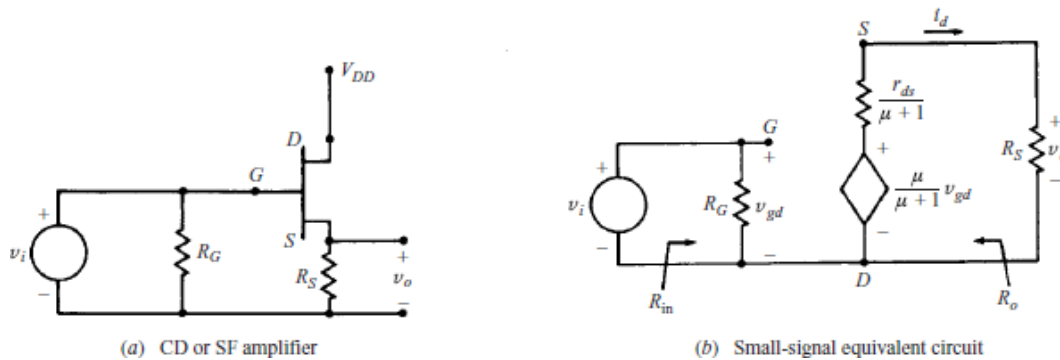 V_DD
D
G
S
+
v_i
−
R_G
R_S
+
v_o
−
(a) CD or SF amplifier
S
i_d
r_ds
μ + 1
G
+
v_i
−
+
R_G
v_gd
−
+
μ
μ + 1
v_gd
−
D
R_S
+
−
R_in
R_o
(b) Small-signal equivalent circuit